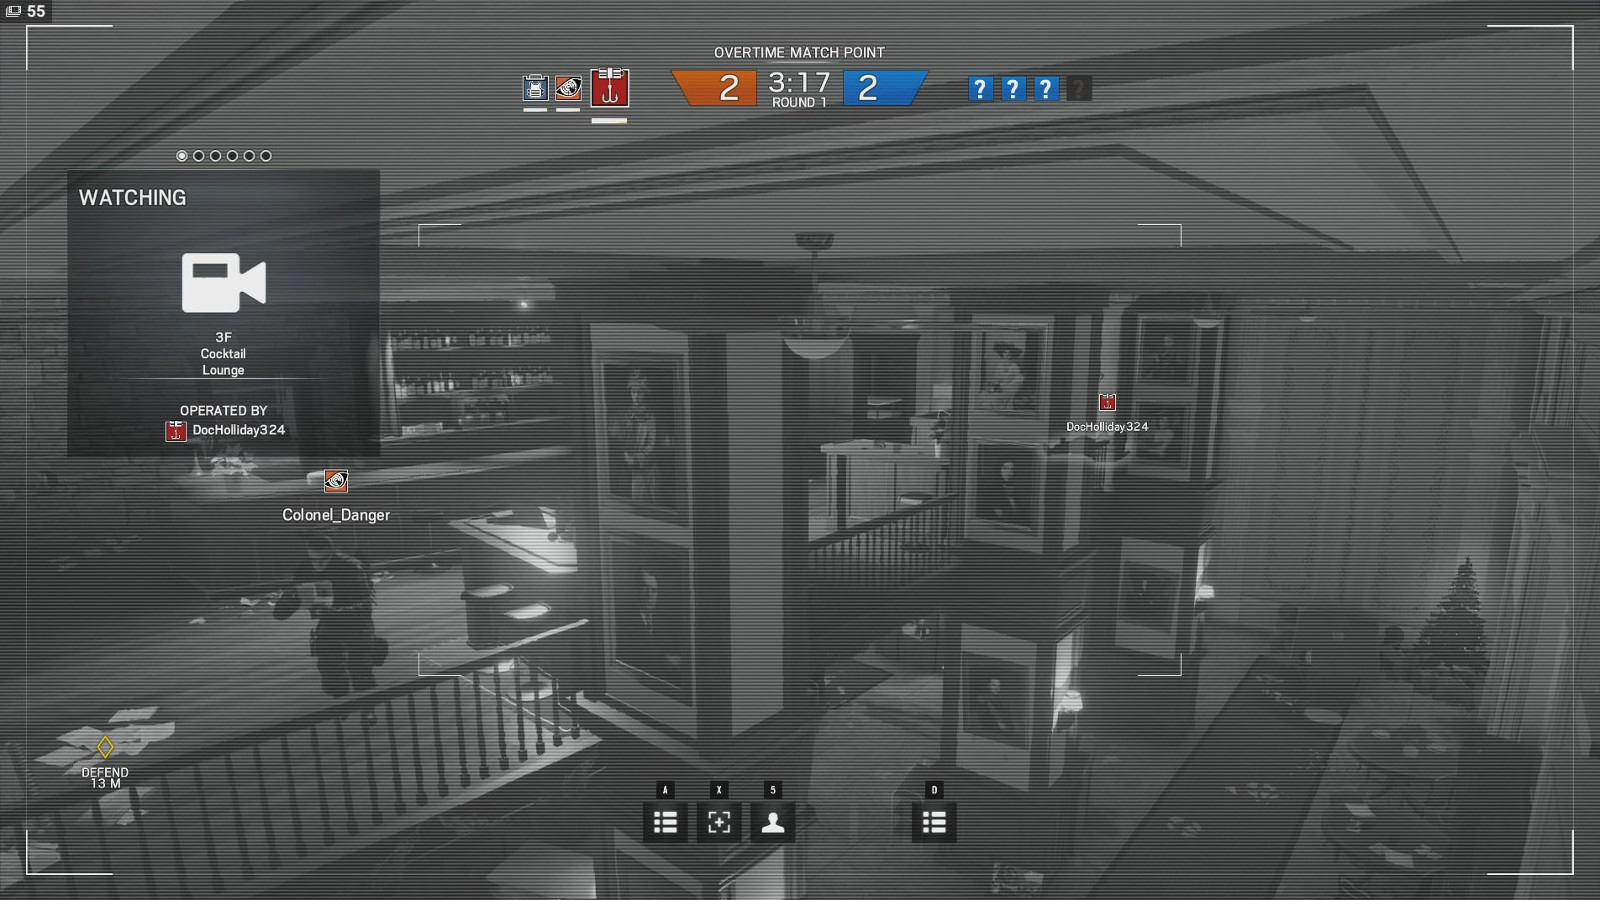 55
OVERTIME MATCH POINT
2
3:17
2
ROUND 1
? ? ? ?
WATCHING
3F
Cocktail
Lounge
OPERATED BY
DocHolliday324
DocHolliday324
Colonel_Danger
DEFEND
13 M
A X 5 D